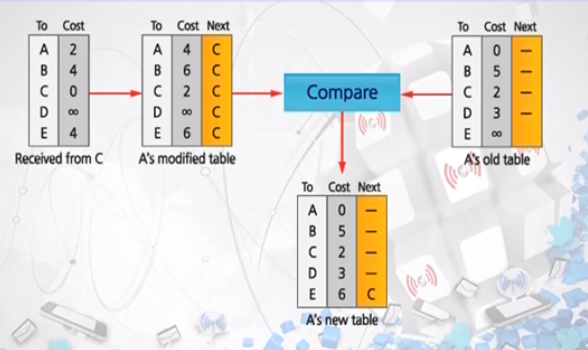 To Cost
A 2
B 4
C 0
D ∞
E 4
Received from C
To Cost Next
A 4 C
B 6 C
C 2 C
D ∞ C
E 6 C
A's modified table
Compare
To Cost Next
A 0 —
B 5 —
C 2 —
D 3 —
E ∞
A's old table
To Cost Next
A 0 —
B 5 —
C 2 —
D 3 —
E 6 C
A's new table